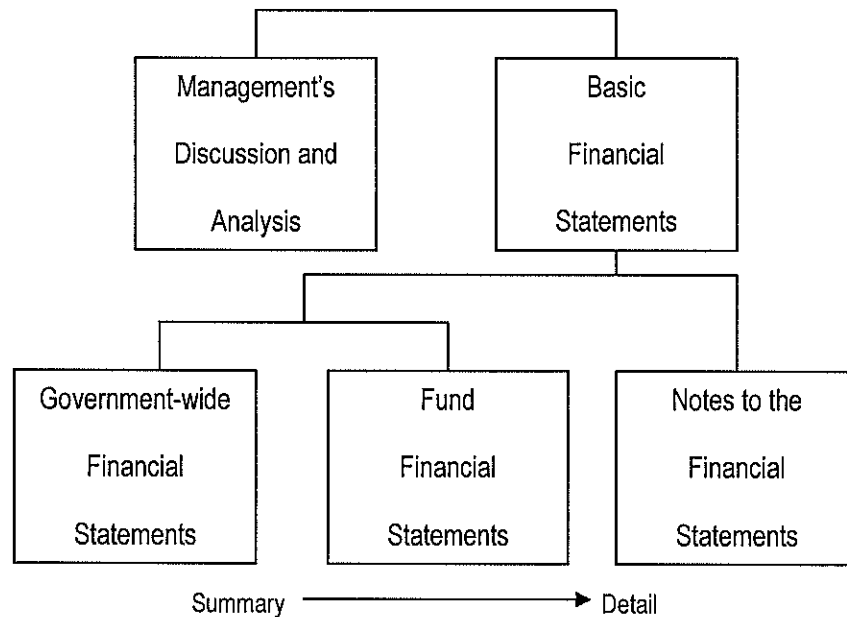 Management's
Discussion and
Analysis
Basic
Financial
Statements
Government-wide
Financial
Statements
Fund
Financial
Statements
Notes to the
Financial
Statements
Summary
Detail